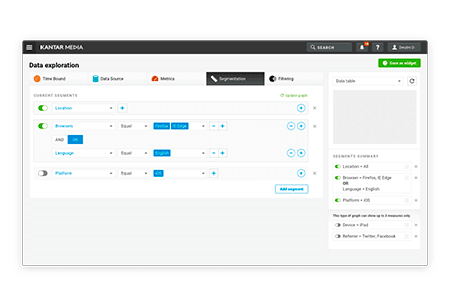 KANTAR MEDIA
SEARCH
?
Data exploration
Save as widget
Time Bound
Data Source
Metrics
Segmentation
Filtering
Data table
CURRENT SEGMENTS
Update graph
Location
Browsers
Equal
Firefox
IE Edge
AND
OR
Language
Equal
English
Platform
Equal
iOS
Add segment
SEGMENTS SUMMARY
Location = All
Browser = Firefox, IE Edge
OR
Language = English
Platform = iOS
This type of graph can show up to 3 measures only.
Device = iPad
Referrer = Twitter, Facebook